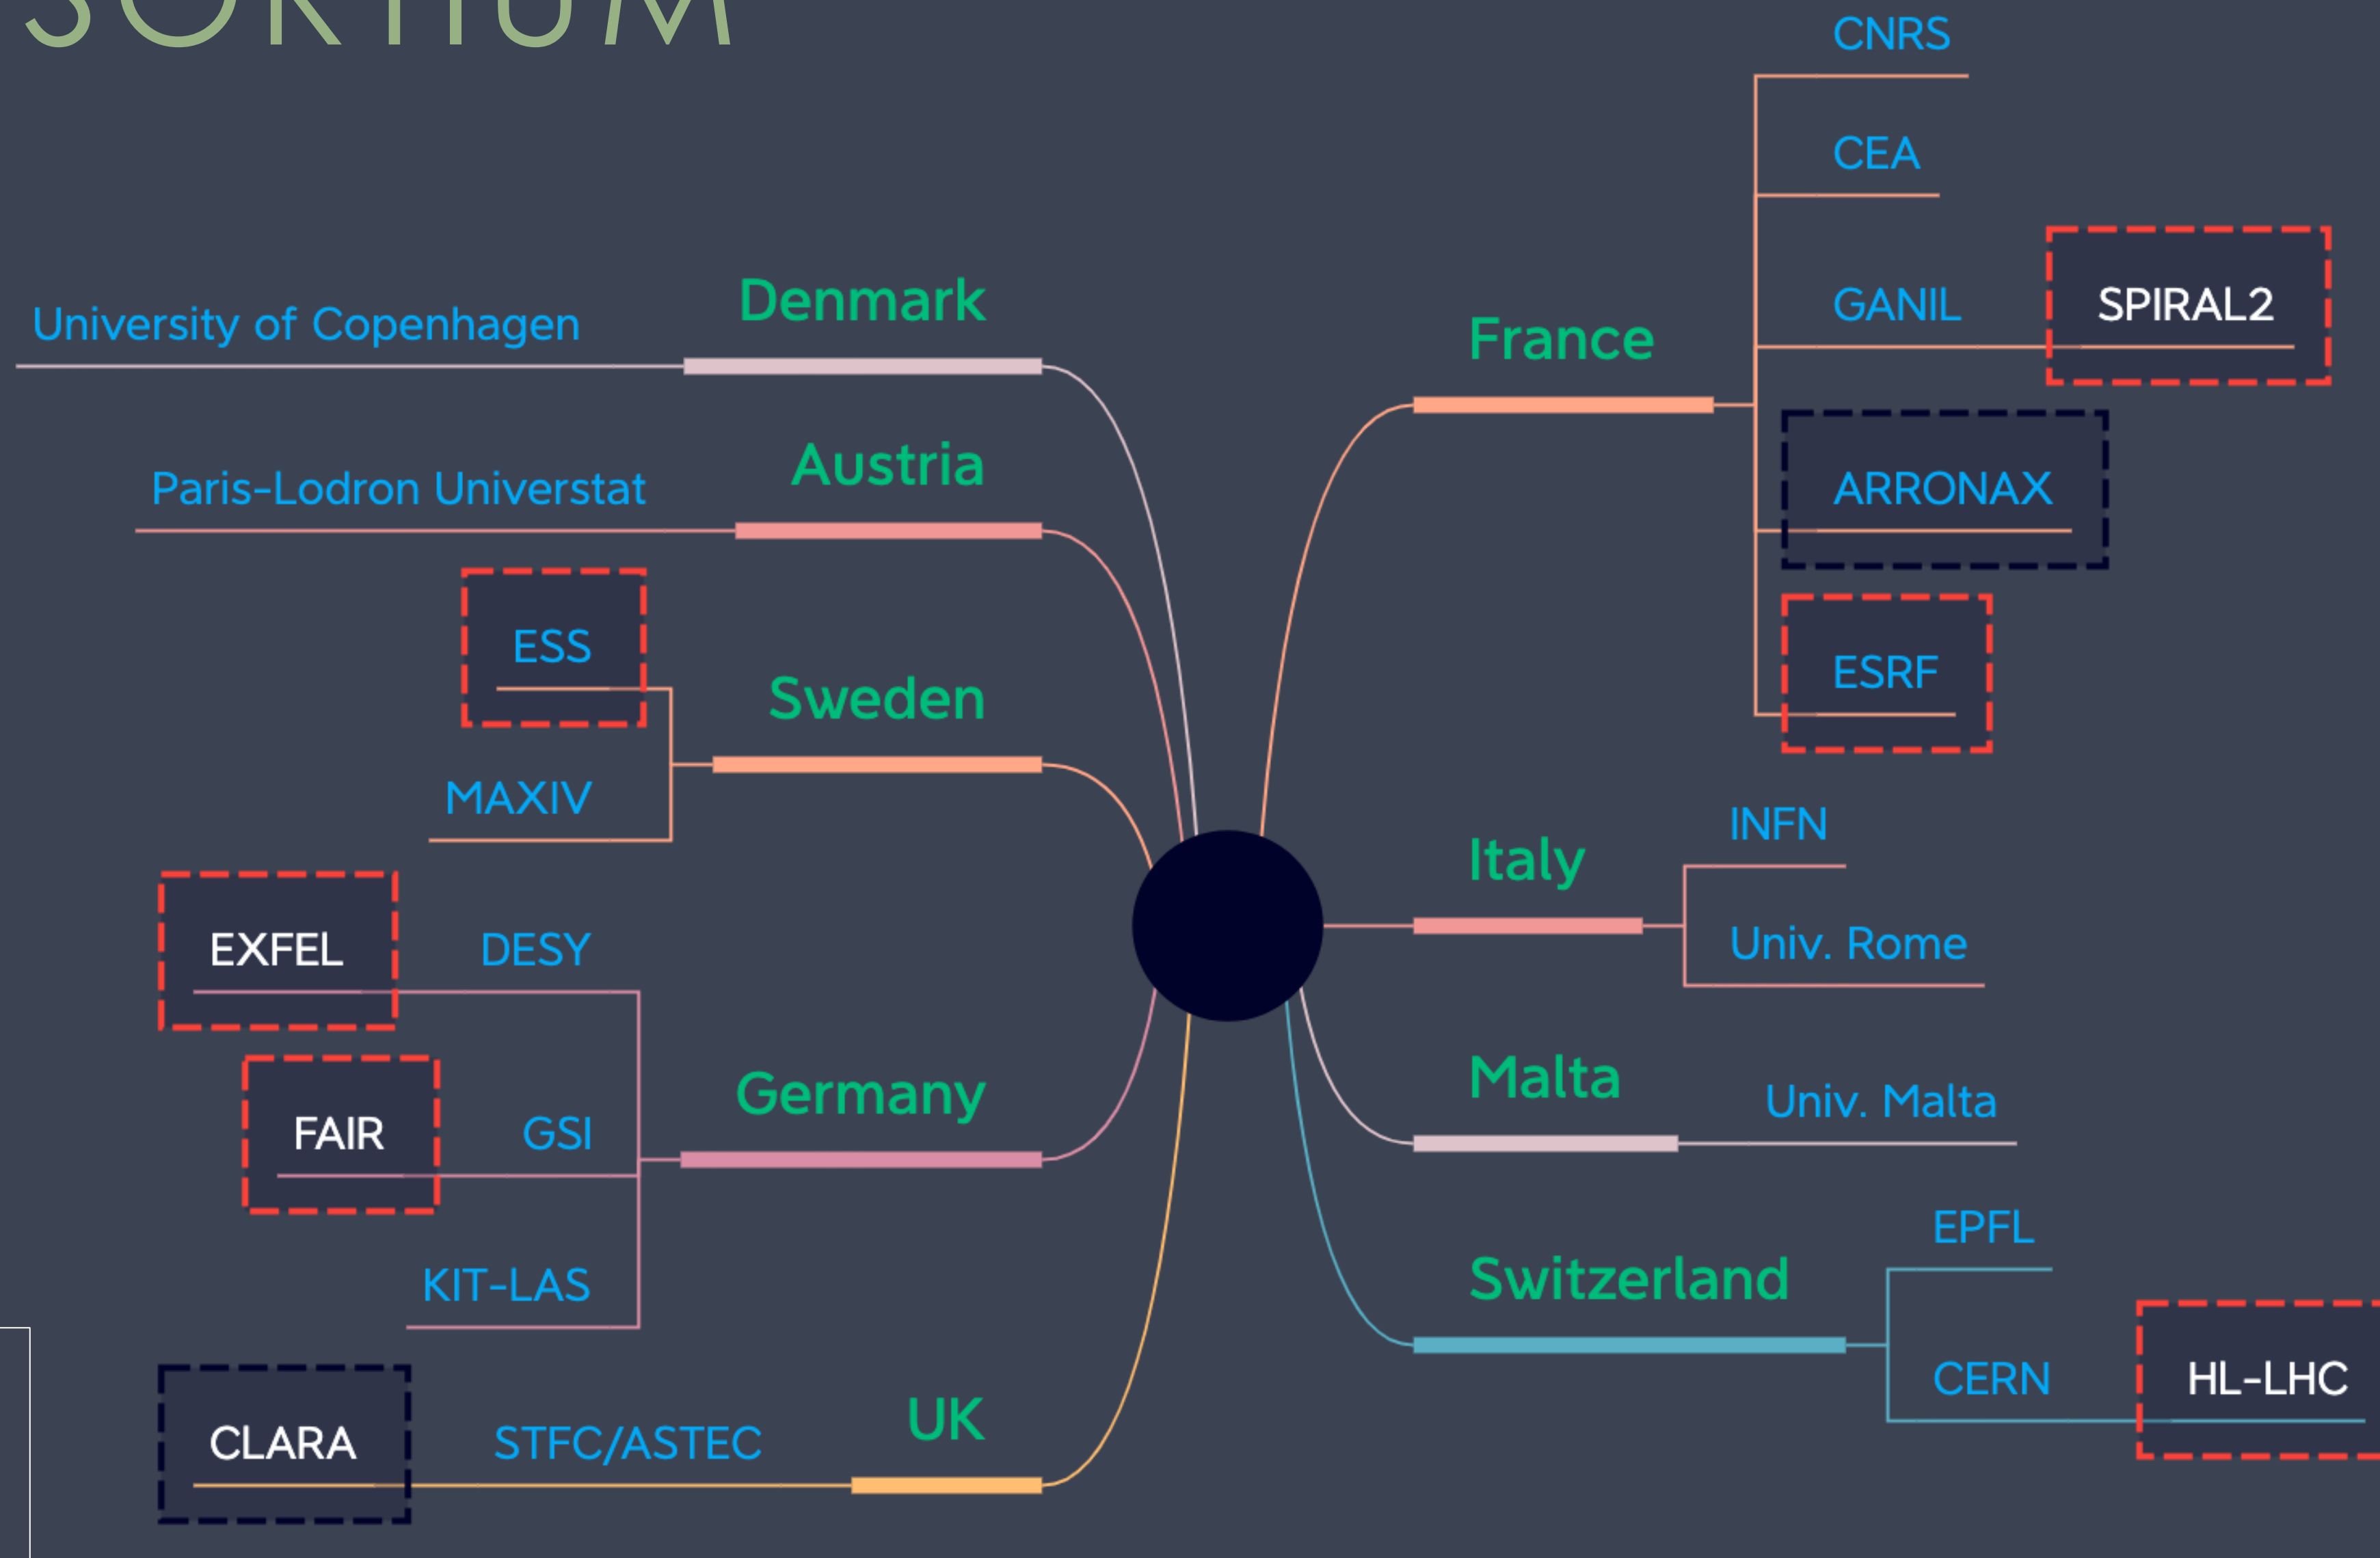 SORTIUM
CNRS
CEA
GANIL
SPIRAL2
France
ARRONAX
ESRF
Denmark
University of Copenhagen
Austria
Paris-Lodron Universtat
ESS
Sweden
MAXIV
EXFEL
DESY
FAIR
GSI
Germany
KIT-LAS
CLARA
STFC/ASTEC
UK
INFN
Italy
Univ. Rome
Malta
Univ. Malta
EPFL
Switzerland
CERN
HL-LHC